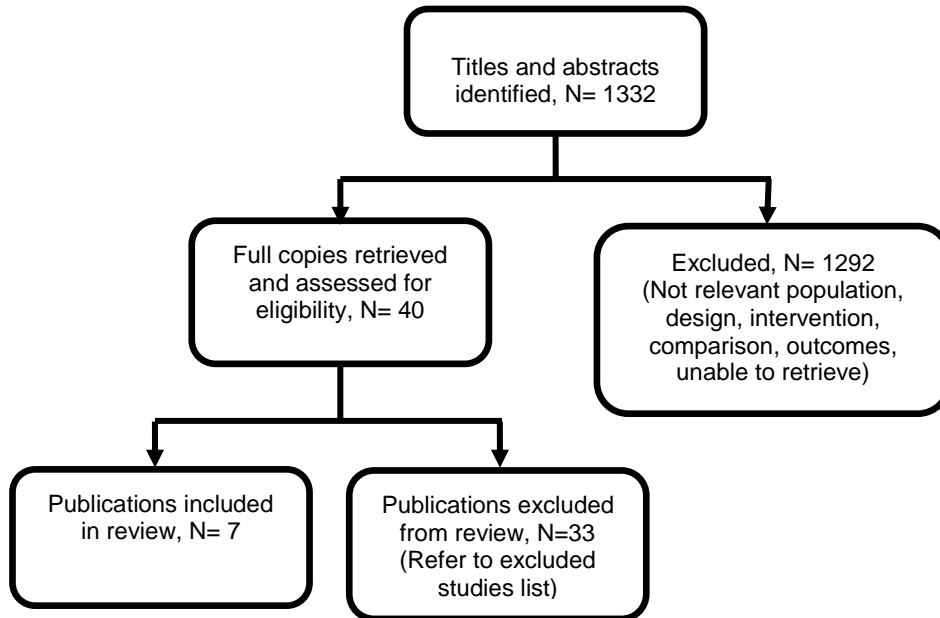 Titles and abstracts
identified, N= 1332
Full copies retrieved
and assessed for
eligibility, N= 40
Excluded, N= 1292
(Not relevant population,
design, intervention,
comparison, outcomes,
unable to retrieve)
Publications included
in review, N= 7
Publications excluded
from review, N=33
(Refer to excluded
studies list)